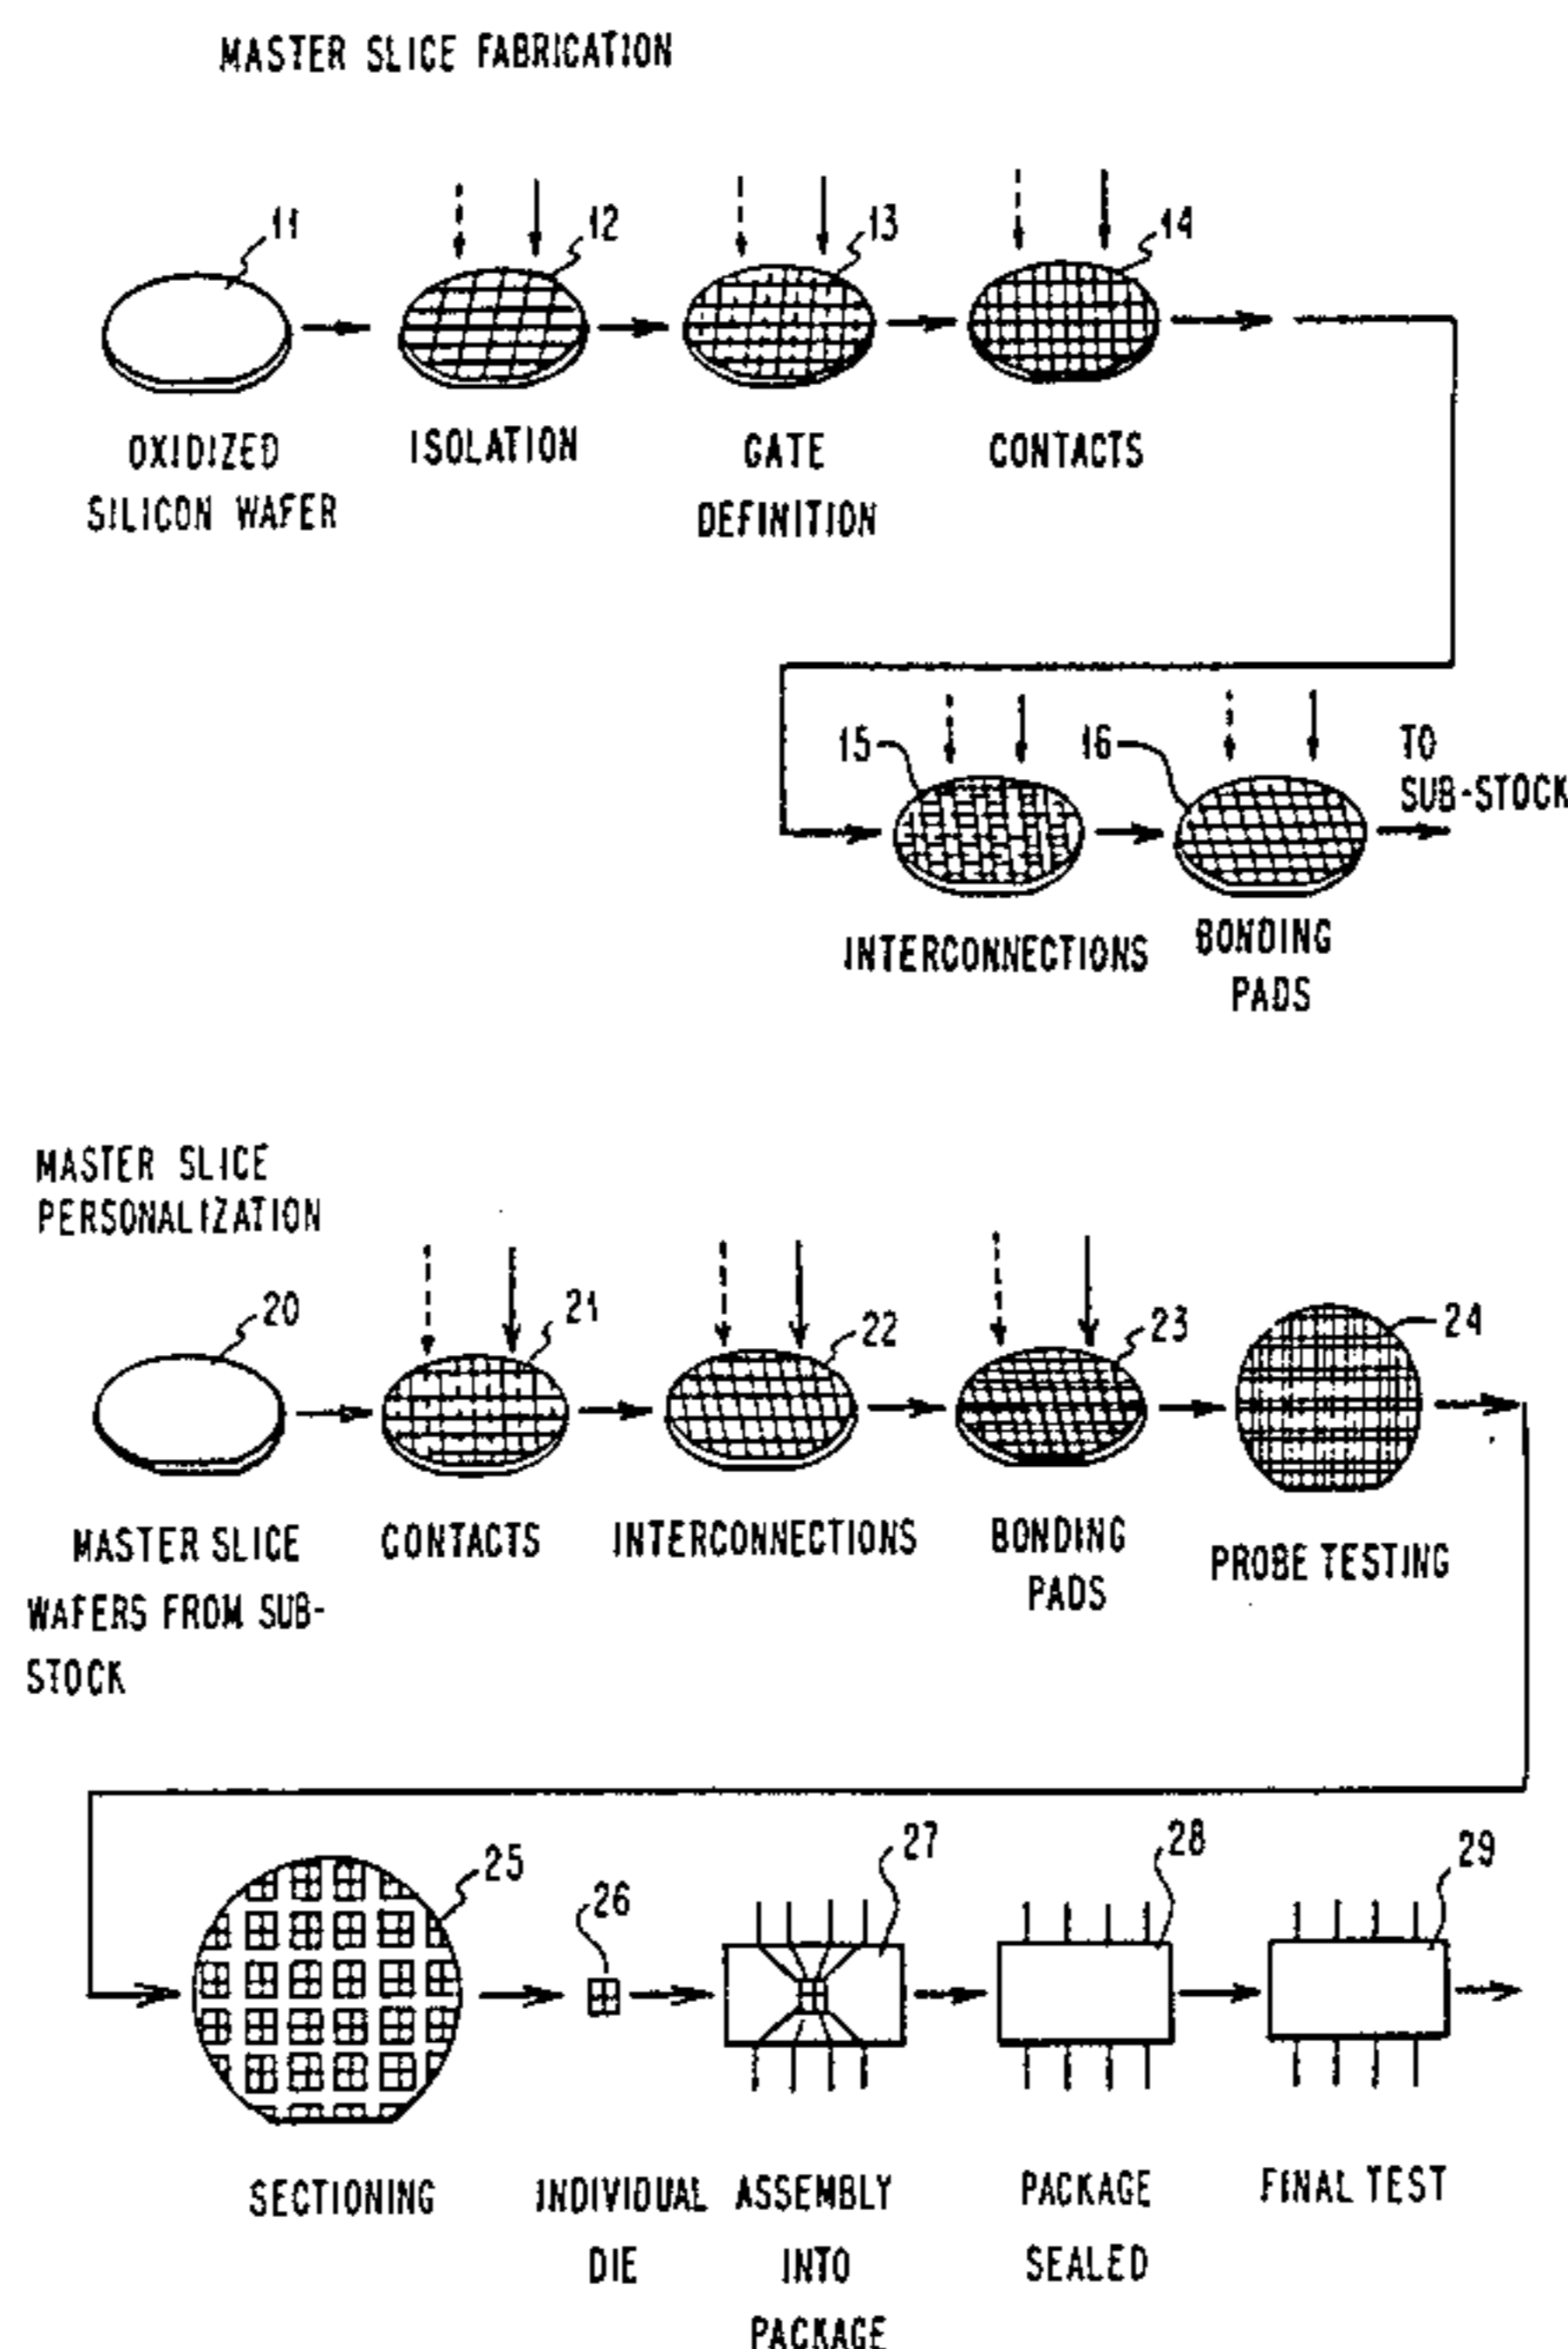 MASTER SLICE FABRICATION
11
12
13
14
OXIDIZED
SILICON WAFER
ISOLATION
GATE
DEFINITION
CONTACTS
15
16
TO
SUB-STOCK
INTERCONNECTIONS
BONDING
PADS
MASTER SLICE
PERSONALIZATION
20
21
22
23
24
MASTER SLICE
WAFERS FROM SUB-
STOCK
CONTACTS
INTERCONNECTIONS
BONDING
PADS
PROBE TESTING
25
26
27
28
29
SECTIONING
INDIVIDUAL
DIE
ASSEMBLY
INTO
PACKAGE
PACKAGE
SEALED
FINAL TEST